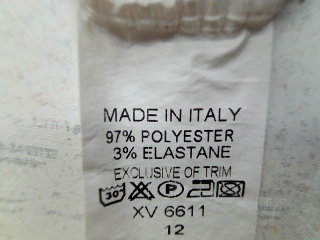 MADE IN ITALY
97% POLYESTER
3% ELASTANE
EXCLUSIVE OF TRIM
30° P
XV 6611
12